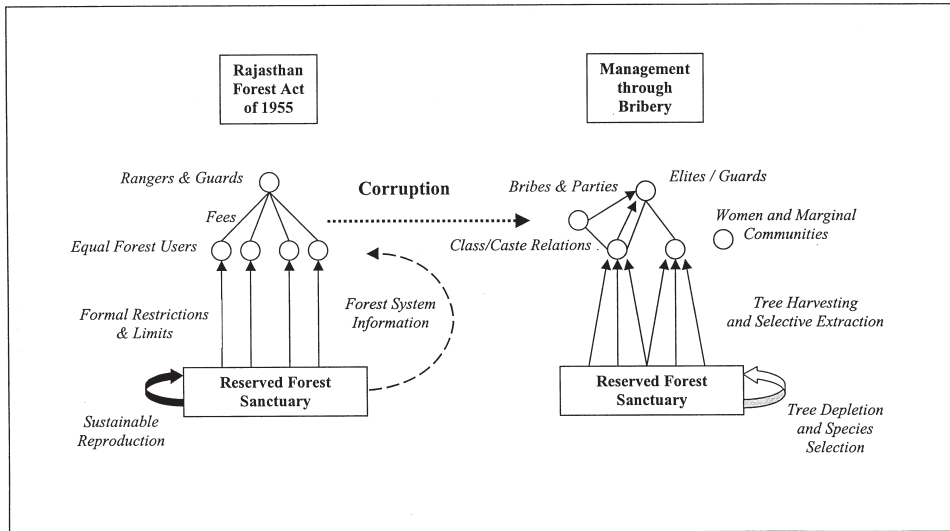 Rajasthan
Forest Act
of 1955
Management
through
Bribery
Rangers & Guards
Fees
Equal Forest Users
Corruption
Bribes & Parties
Elites / Guards
Class/Caste Relations
Women and Marginal
Communities
Formal Restrictions
& Limits
Forest System
Information
Tree Harvesting
and Selective Extraction
Reserved Forest
Sanctuary
Sustainable
Reproduction
Reserved Forest
Sanctuary
Tree Depletion
and Species
Selection